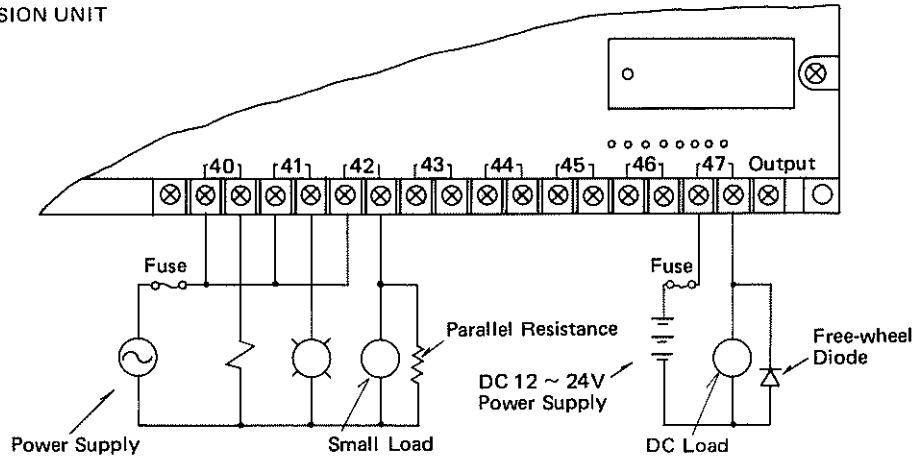 SION UNIT
40 41 42 43 44 45 46 47 Output
Fuse
Fuse
Parallel Resistance
Free-wheel
Diode
DC 12 ~ 24V
Power Supply
Power Supply
Small Load
DC Load